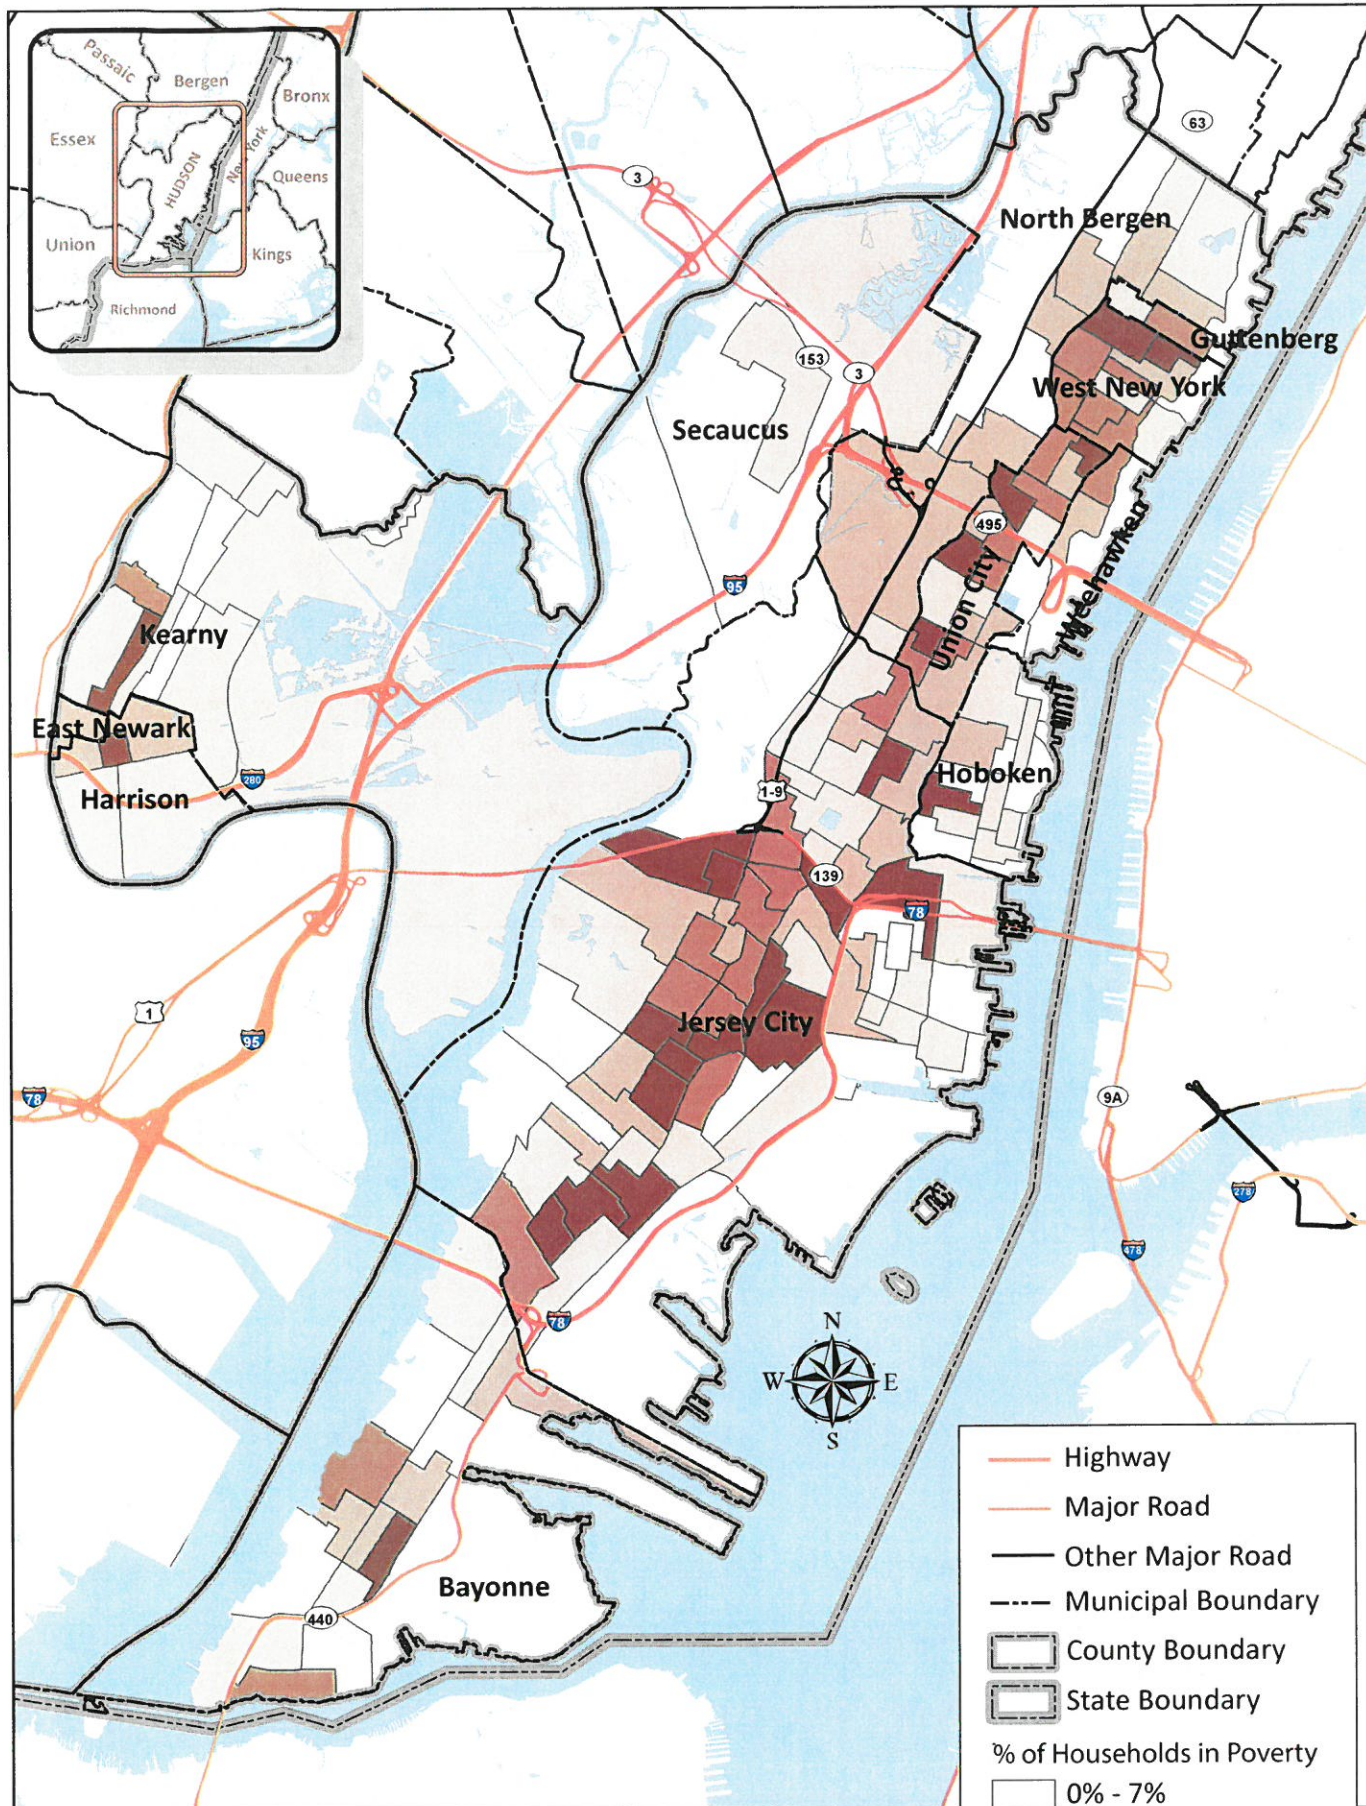 Passaic
Bergen
Bronx
Essex
HUDSON
New York
Queens
Union
Kings
Richmond
63
3
North Bergen
Guttenberg
153
3
West New York
Secaucus
495
Weehawken
95
Union City
Kearny
East Newark
280
Harrison
Hoboken
1-9
139
78
Jersey City
1
95
78
9A
278
478
78
N
W
E
S
Bayonne
440
Highway
Major Road
Other Major Road
Municipal Boundary
County Boundary
State Boundary
% of Households in Poverty
0% - 7%